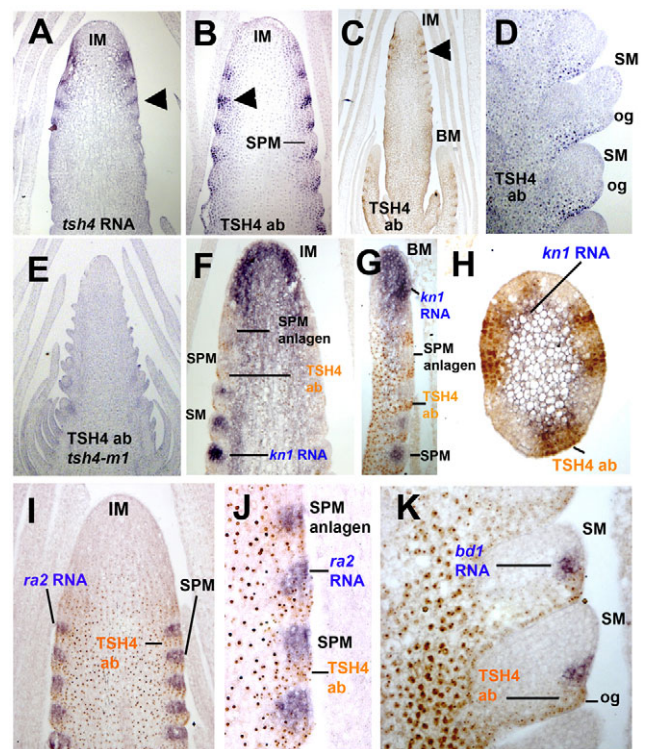 A
IM
tsh4 RNA
B
IM
SPM
TSH4 ab
C
IM
BM
TSH4
ab
D
SM
og
SM
og
TSH4
ab
E
TSH4 ab
tsh4-m1
F
IM
SPM
anlagen
SPM
TSH4
ab
SM
kn1 RNA
G
BM
kn1
RNA
SPM
anlagen
TSH4
ab
SPM
H
kn1 RNA
TSH4 ab
I
IM
ra2 RNA
SPM
TSH4
ab
J
SPM
anlagen
ra2
RNA
SPM
TSH4
ab
K
SM
bd1
RNA
SM
TSH4
ab
og